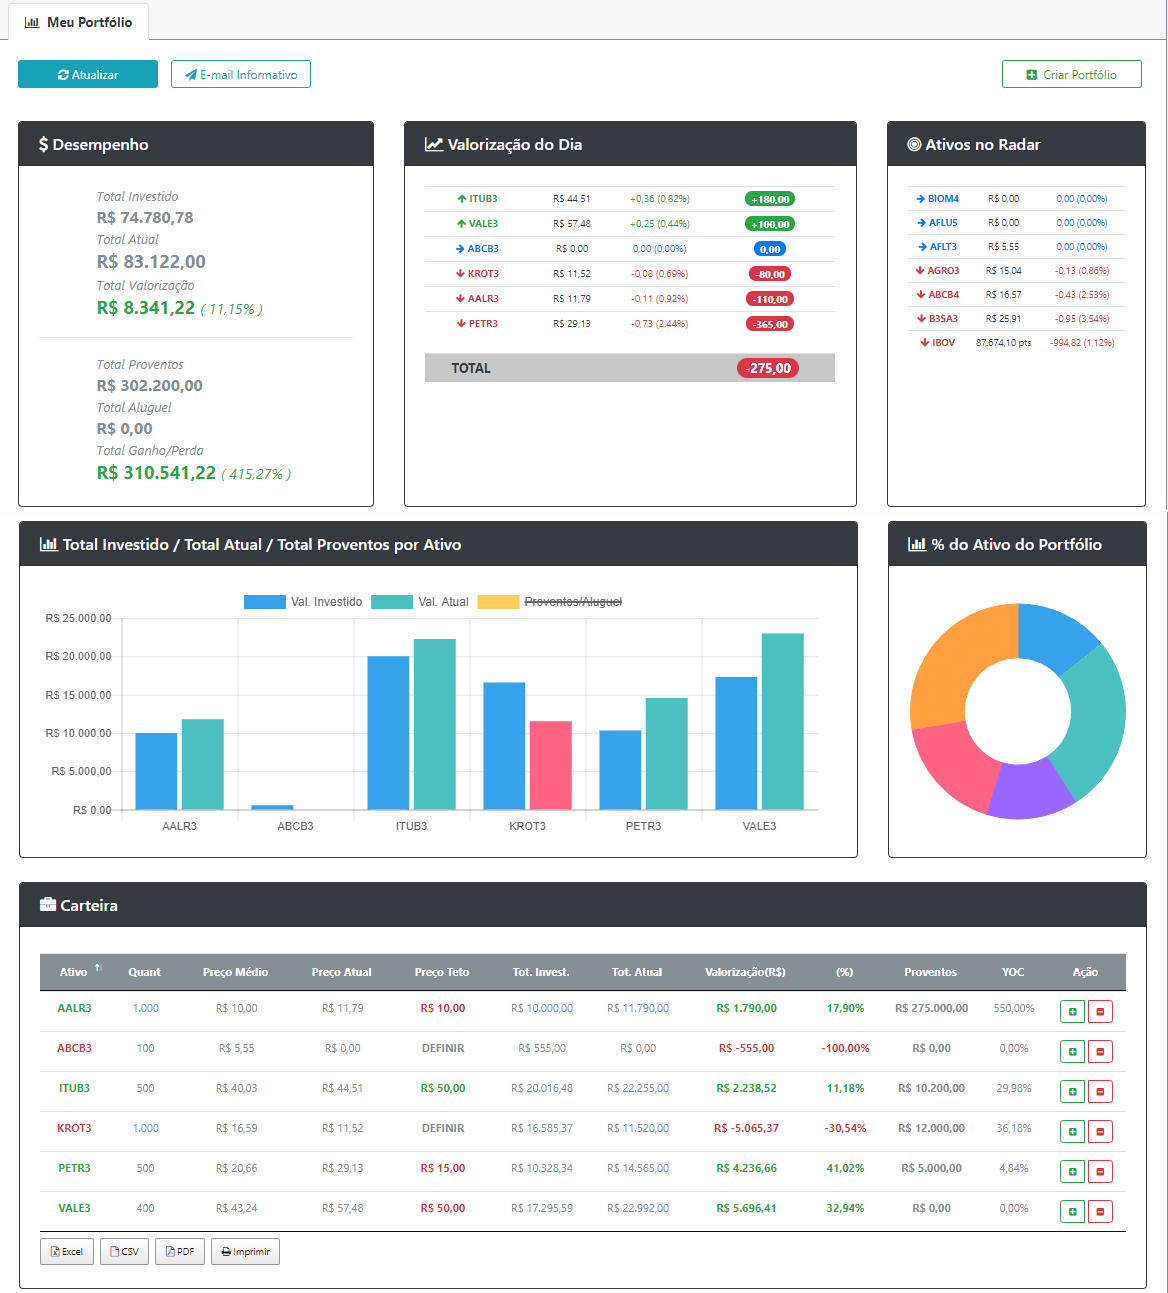 Meu Portfólio
Atualizar
E-mail Informativo
Criar Portfólio
Desempenho
Total Investido
R$ 74.780,78
Total Atual
R$ 83.122,00
Total Valorização
R$ 8.341,22 ( 11,15% )
Total Proventos
R$ 302.200,00
Total Aluguel
R$ 0,00
Total Ganho/Perda
R$ 310.541,22 ( 415,27% )
Valorização do Dia
ITUB3 R$ 44,51 +0,36 (0,82%) +180,00
VALE3 R$ 57,48 +0,25 (0,44%) +100,00
ABCB3 R$ 0,00 0,00 (0,00%) 0,00
KROT3 R$ 11,52 -0,08 (0,69%) -80,00
AALR3 R$ 11,79 -0,11 (0,92%) -110,00
PETR3 R$ 29,13 -0,73 (2,44%) -365,00
TOTAL -275,00
Ativos no Radar
BIOM4 R$ 0,00 0,00 (0,00%)
AFLU5 R$ 0,00 0,00 (0,00%)
AFLT3 R$ 5,55 0,00 (0,00%)
AGRO3 R$ 15,04 -0,13 (0,86%)
ABCB4 R$ 16,57 -0,43 (2,53%)
B3SA3 R$ 25,91 -0,95 (3,54%)
IBOV 87.674,10 pts -994,82 (1,12%)
Total Investido / Total Atual / Total Proventos por Ativo
Val. Investido Val. Atual Proventos/Aluguel
R$ 25.000,00
R$ 20.000,00
R$ 15.000,00
R$ 10.000,00
R$ 5.000,00
R$ 0,00
AALR3 ABCB3 ITUB3 KROT3 PETR3 VALE3
% do Ativo do Portfólio
Carteira
Ativo Quant Preço Médio Preço Atual Preço Teto Tot. Invest. Tot. Atual Valorização(R$) (%) Proventos YOC Ação
AALR3 1.000 R$ 10,00 R$ 11,79 R$ 10,00 R$ 10.000,00 R$ 11.790,00 R$ 1.790,00 17,90% R$ 275.000,00 550,00%
ABCB3 100 R$ 5,55 R$ 0,00 DEFINIR R$ 555,00 R$ 0,00 R$ -555,00 -100,00% R$ 0,00 0,00%
ITUB3 500 R$ 40,03 R$ 44,51 R$ 50,00 R$ 20.016,48 R$ 22.255,00 R$ 2.238,52 11,18% R$ 10.200,00 29,98%
KROT3 1.000 R$ 16,59 R$ 11,52 DEFINIR R$ 16.585,37 R$ 11.520,00 R$ -5.065,37 -30,54% R$ 12.000,00 36,18%
PETR3 500 R$ 20,66 R$ 29,13 R$ 15,00 R$ 10.328,34 R$ 14.565,00 R$ 4.236,66 41,02% R$ 5.000,00 4,84%
VALE3 400 R$ 43,24 R$ 57,48 R$ 50,00 R$ 17.295,59 R$ 22.992,00 R$ 5.696,41 32,94% R$ 0,00 0,00%
Excel CSV PDF Imprimir